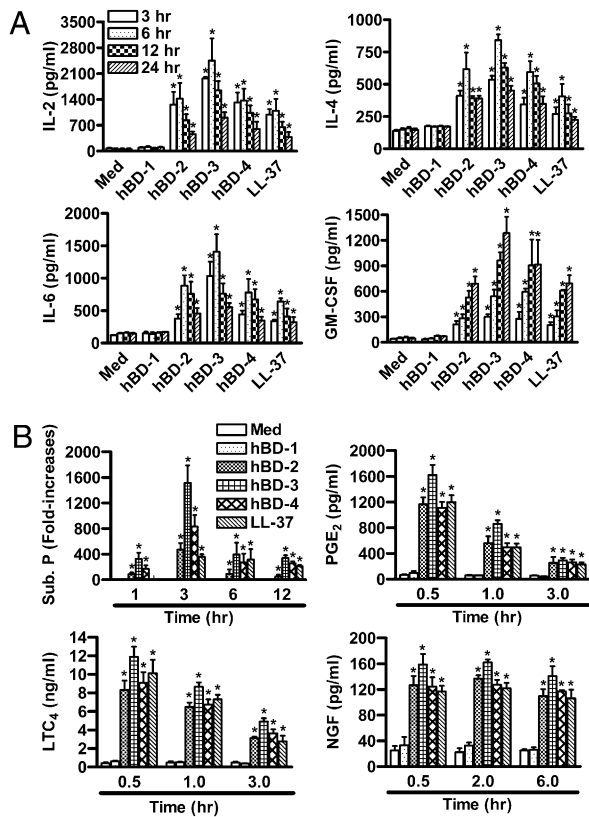 A
3 hr
6 hr
12 hr
24 hr
IL-2 (pg/ml)
3500
2800
2100
1400
700
0
Med
hBD-1
hBD-2
hBD-3
hBD-4
LL-37
IL-4 (pg/ml)
1000
750
500
250
0
Med
hBD-1
hBD-2
hBD-3
hBD-4
LL-37
IL-6 (pg/ml)
2000
1500
1000
500
0
Med
hBD-1
hBD-2
hBD-3
hBD-4
LL-37
GM-CSF (pg/ml)
1500
1200
900
600
300
0
Med
hBD-1
hBD-2
hBD-3
hBD-4
LL-37
B
Med
hBD-1
hBD-2
hBD-3
hBD-4
LL-37
Sub. P (Fold-increases)
2000
1600
1200
800
400
0
1 3 6 12
Time (hr)
PGE2 (pg/ml)
2000
1600
1200
800
400
0
0.5 1.0 3.0
Time (hr)
LTC4 (ng/ml)
14
12
10
8
6
4
2
0
0.5 1.0 3.0
Time (hr)
NGF (pg/ml)
200
160
120
80
40
0
0.5 2.0 6.0
Time (hr)